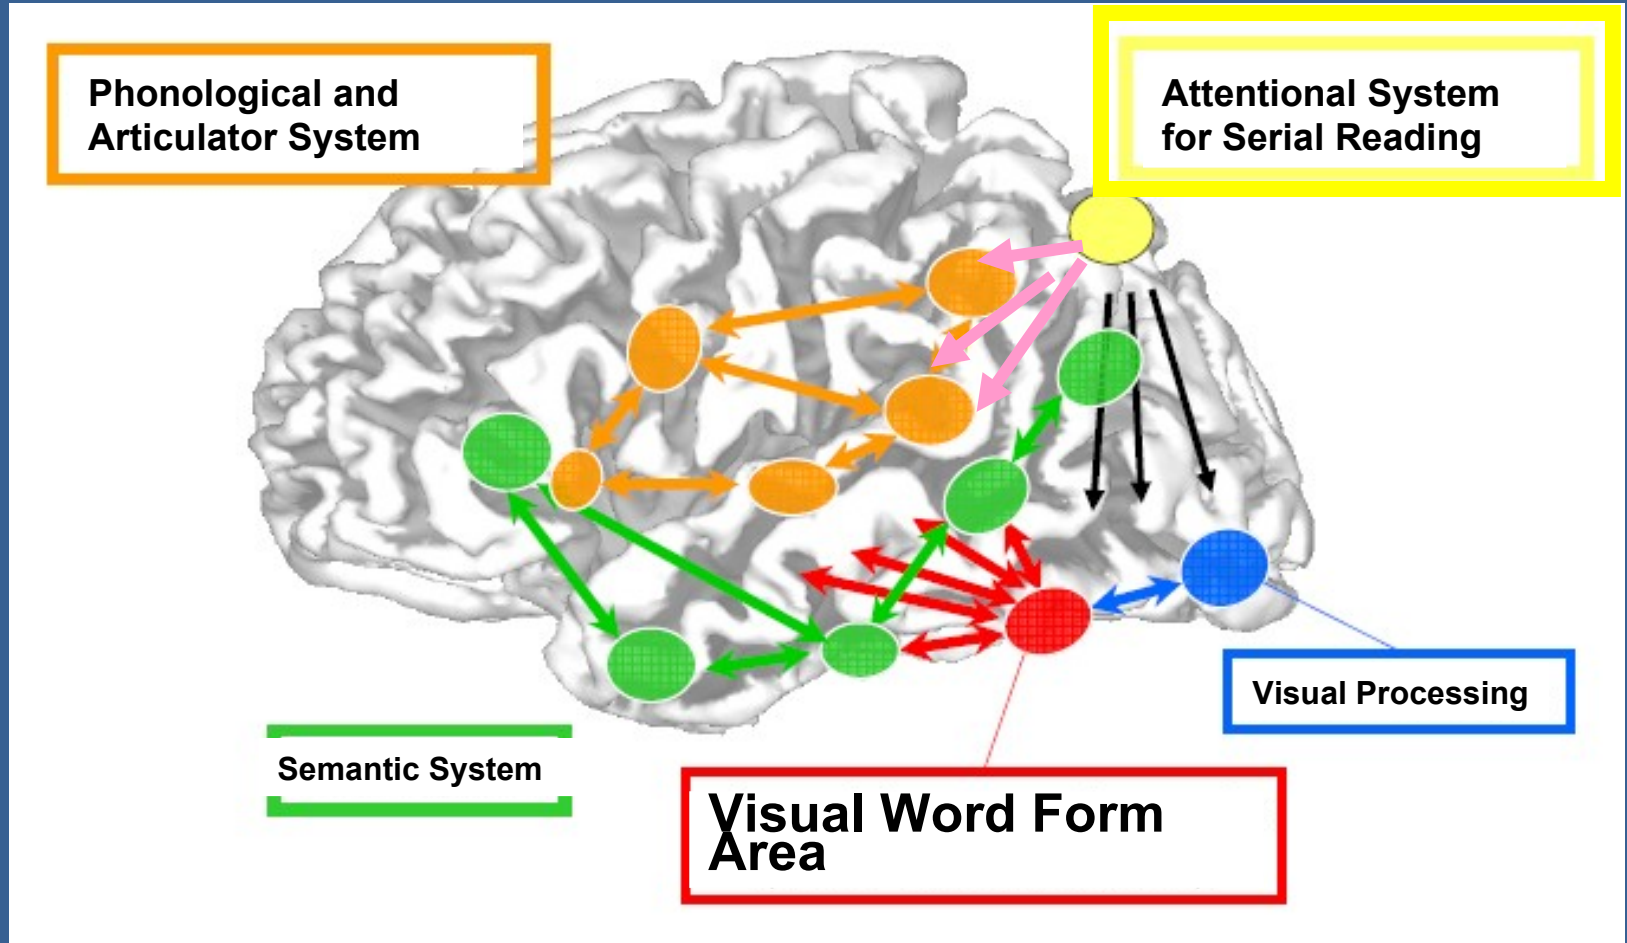 Phonological and
Articulator System
Attentional System
for Serial Reading
Visual Processing
Semantic System
Visual Word Form
Area